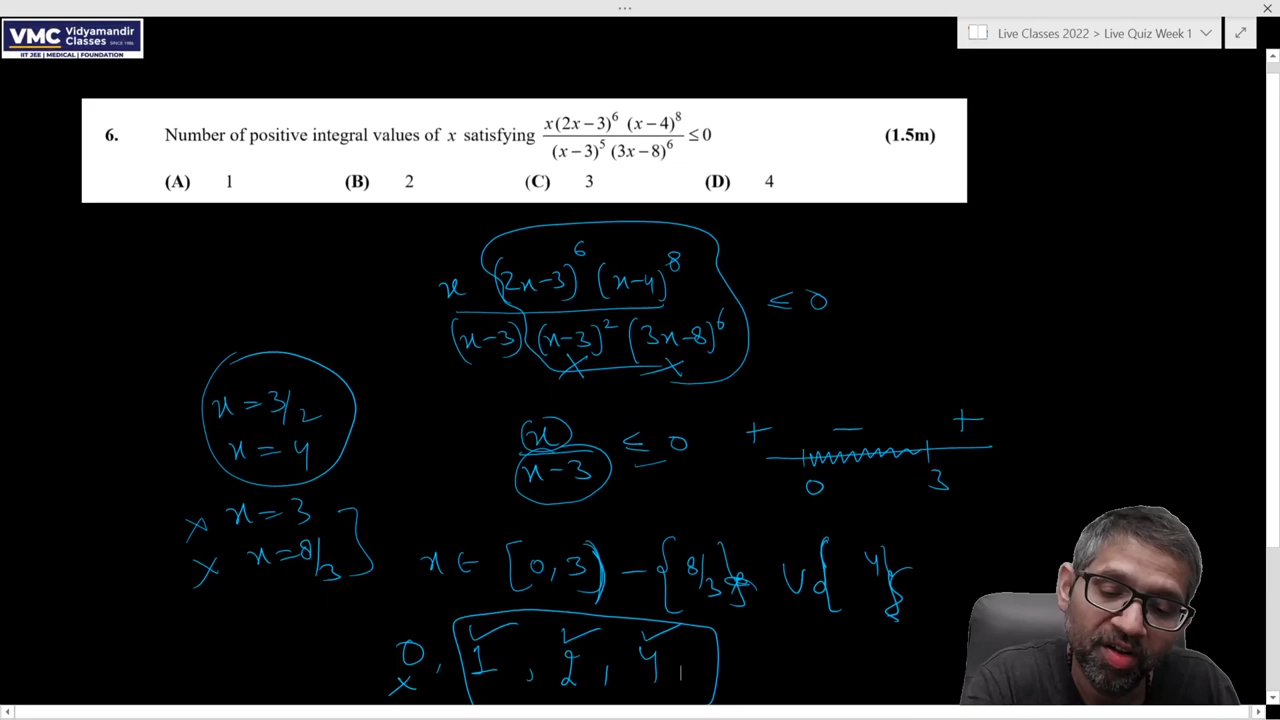 VMC Vidyamandir
Classes
SINCE 1986
IIT JEE | MEDICAL | FOUNDATION
Live Classes 2022 > Live Quiz Week 1
6. Number of positive integral values of x satisfying x(2x−3)^6 (x−4)^8 / (x−3)^5 (3x−8)^6 ≤ 0 (1.5m)
(A) 1 (B) 2 (C) 3 (D) 4
x (2x−3)^6 (x−4)^8 / (x−3) (x−3)^2 (3x−8)^6 ≤ 0
x = 3/2
x = 4
x / x−3 ≤ 0
+ − +
0 3
× x = 3
× x = 8/3
x ∈ [0, 3) − {8/3} ∪ {4}
0, 1, 2, 4,
×